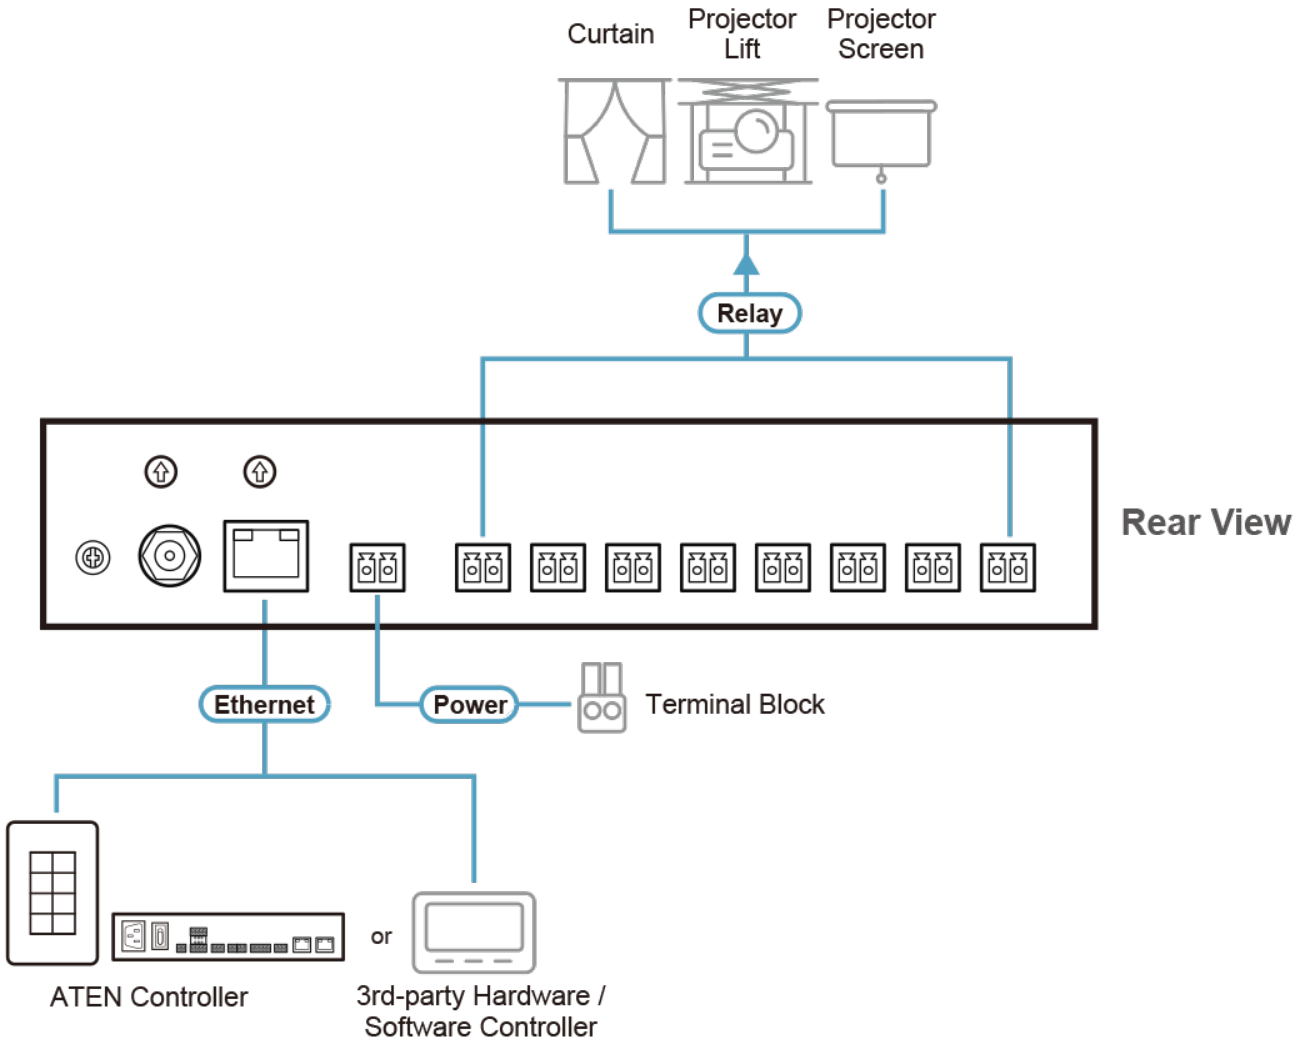 Curtain
Projector
Lift
Projector
Screen
Relay
Rear View
Ethernet
Power
Terminal Block
or
ATEN Controller
3rd-party Hardware /
Software Controller